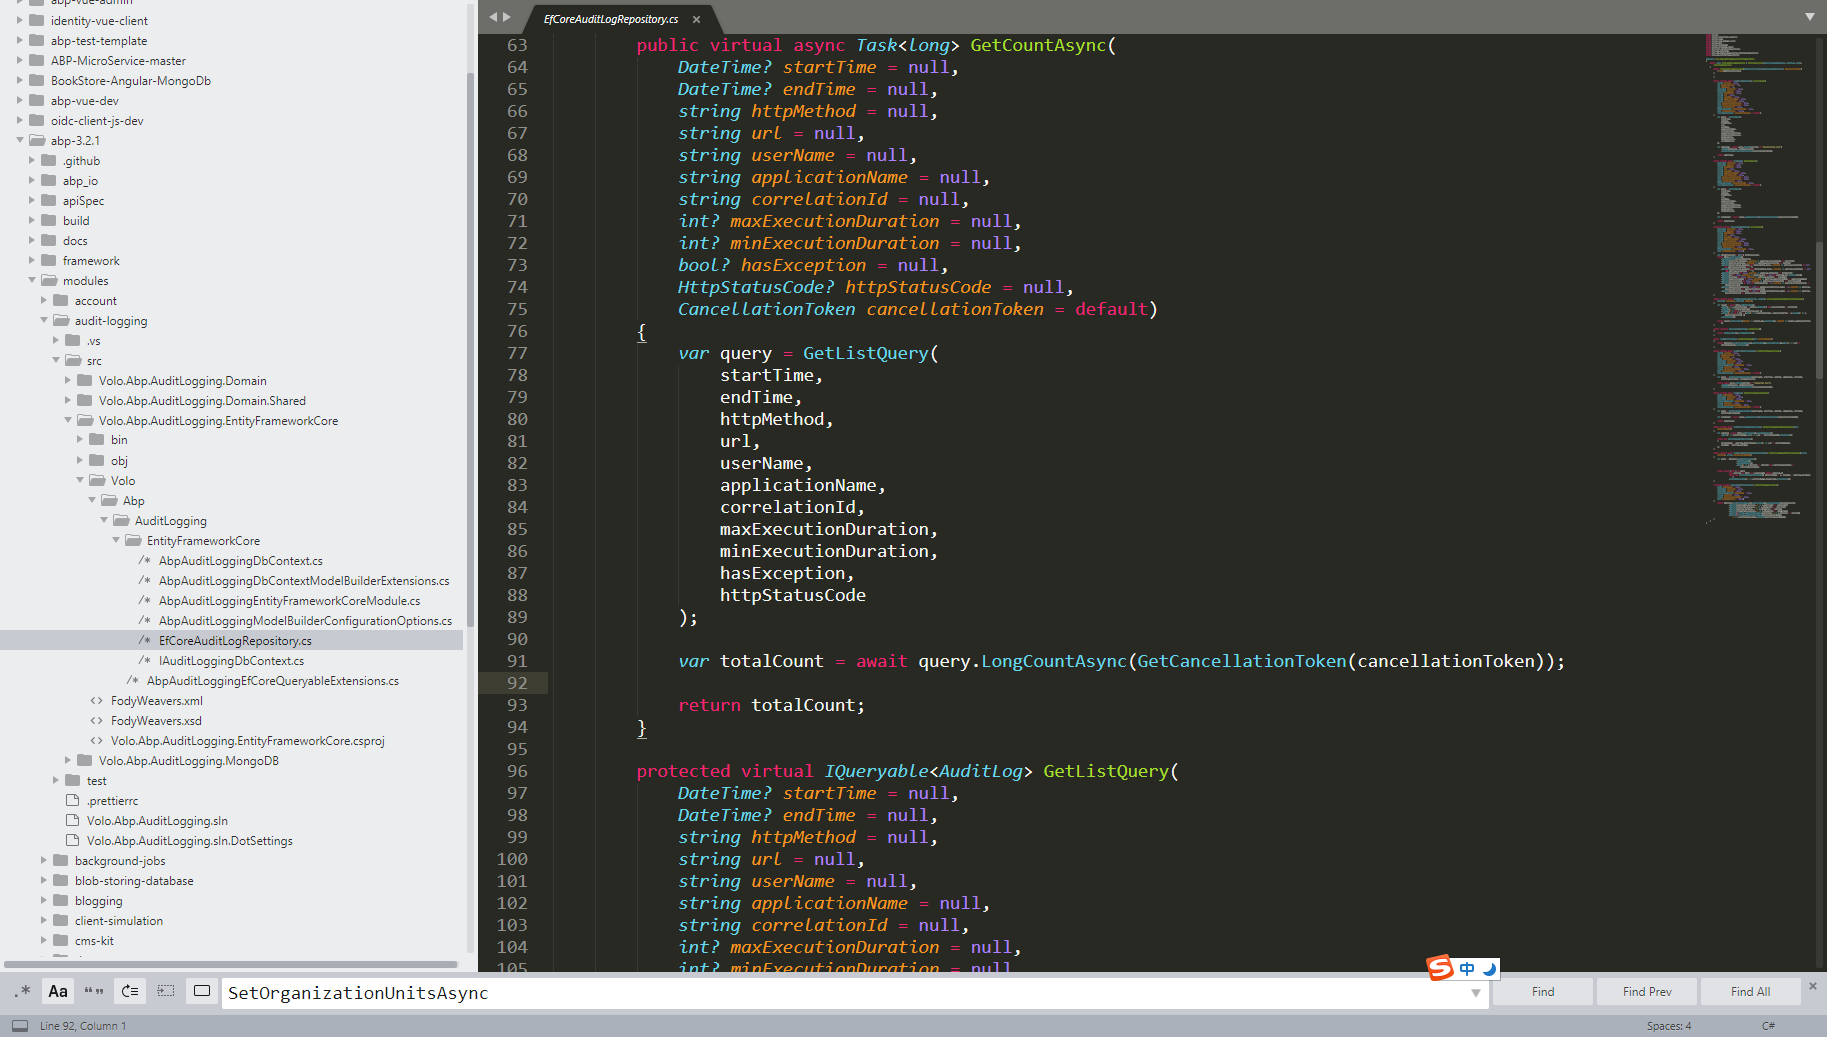 abp-vue-admin
identity-vue-client
abp-test-template
ABP-MicroService-master
BookStore-Angular-MongoDb
abp-vue-dev
oidc-client-js-dev
abp-3.2.1
.github
abp_io
apiSpec
build
docs
framework
modules
account
audit-logging
.vs
src
Volo.Abp.AuditLogging.Domain
Volo.Abp.AuditLogging.Domain.Shared
Volo.Abp.AuditLogging.EntityFrameworkCore
bin
obj
Volo
Abp
AuditLogging
EntityFrameworkCore
/* AbpAuditLoggingDbContext.cs
/* AbpAuditLoggingDbContextModelBuilderExtensions.cs
/* AbpAuditLoggingEntityFrameworkCoreModule.cs
/* AbpAuditLoggingModelBuilderConfigurationOptions.cs
/* EfCoreAuditLogRepository.cs
/* IAuditLoggingDbContext.cs
/* AbpAuditLoggingEfCoreQueryableExtensions.cs
<> FodyWeavers.xml
<> FodyWeavers.xsd
<> Volo.Abp.AuditLogging.EntityFrameworkCore.csproj
Volo.Abp.AuditLogging.MongoDB
test
.prettierrc
Volo.Abp.AuditLogging.sln
Volo.Abp.AuditLogging.sln.DotSettings
background-jobs
blob-storing-database
blogging
client-simulation
cms-kit
EfCoreAuditLogRepository.cs ×
63 public virtual async Task<long> GetCountAsync(
64 DateTime? startTime = null,
65 DateTime? endTime = null,
66 string httpMethod = null,
67 string url = null,
68 string userName = null,
69 string applicationName = null,
70 string correlationId = null,
71 int? maxExecutionDuration = null,
72 int? minExecutionDuration = null,
73 bool? hasException = null,
74 HttpStatusCode? httpStatusCode = null,
75 CancellationToken cancellationToken = default)
76 {
77 var query = GetListQuery(
78 startTime,
79 endTime,
80 httpMethod,
81 url,
82 userName,
83 applicationName,
84 correlationId,
85 maxExecutionDuration,
86 minExecutionDuration,
87 hasException,
88 httpStatusCode
89 );
90
91 var totalCount = await query.LongCountAsync(GetCancellationToken(cancellationToken));
92
93 return totalCount;
94 }
95
96 protected virtual IQueryable<AuditLog> GetListQuery(
97 DateTime? startTime = null,
98 DateTime? endTime = null,
99 string httpMethod = null,
100 string url = null,
101 string userName = null,
102 string applicationName = null,
103 string correlationId = null,
104 int? maxExecutionDuration = null,
105 int? minExecutionDuration = null
S 中
.* Aa “” SetOrganizationUnitsAsync Find Find Prev Find All ×
Line 92, Column 1 Spaces: 4 C#